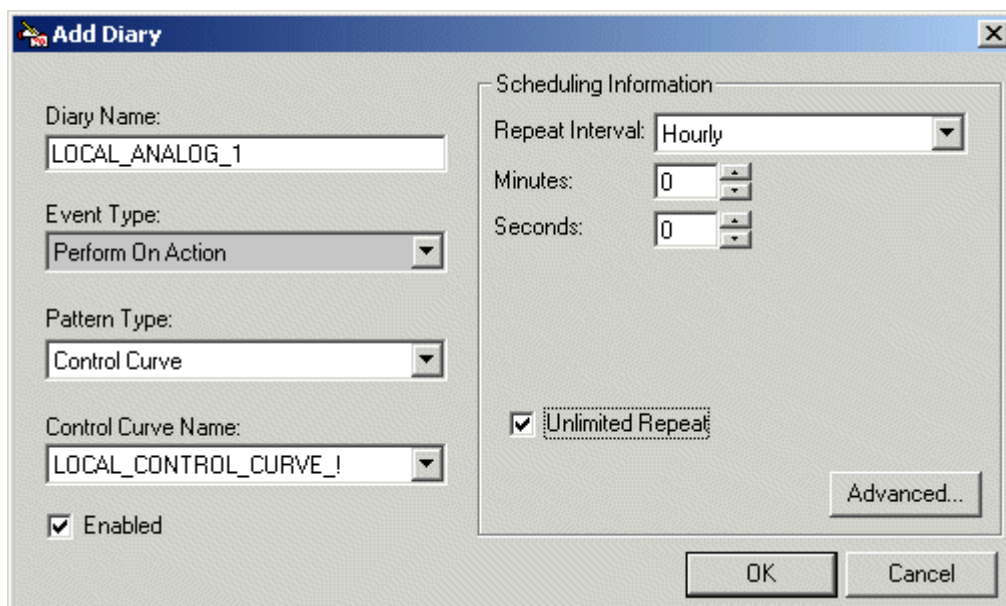 Add Diary
Diary Name:
LOCAL_ANALOG_1
Event Type:
Perform On Action
Pattern Type:
Control Curve
Control Curve Name:
LOCAL_CONTROL_CURVE_!
Enabled
Scheduling Information
Repeat Interval: Hourly
Minutes: 0
Seconds: 0
Unlimited Repeat
Advanced...
OK Cancel